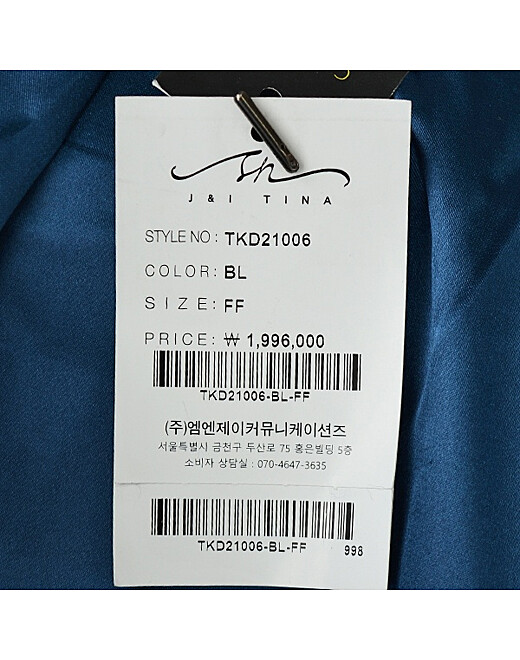 J&I TINA
STYLE NO : TKD21006
COLOR: BL
SIZE: FF
PRICE: ₩ 1,996,000
TKD21006-BL-FF
(주)엠엔제이커뮤니케이션즈
서울특별시 금천구 두산로 75 홍은빌딩 5층
소비자 상담실 : 070-4647-3635
TKD21006-BL-FF
998